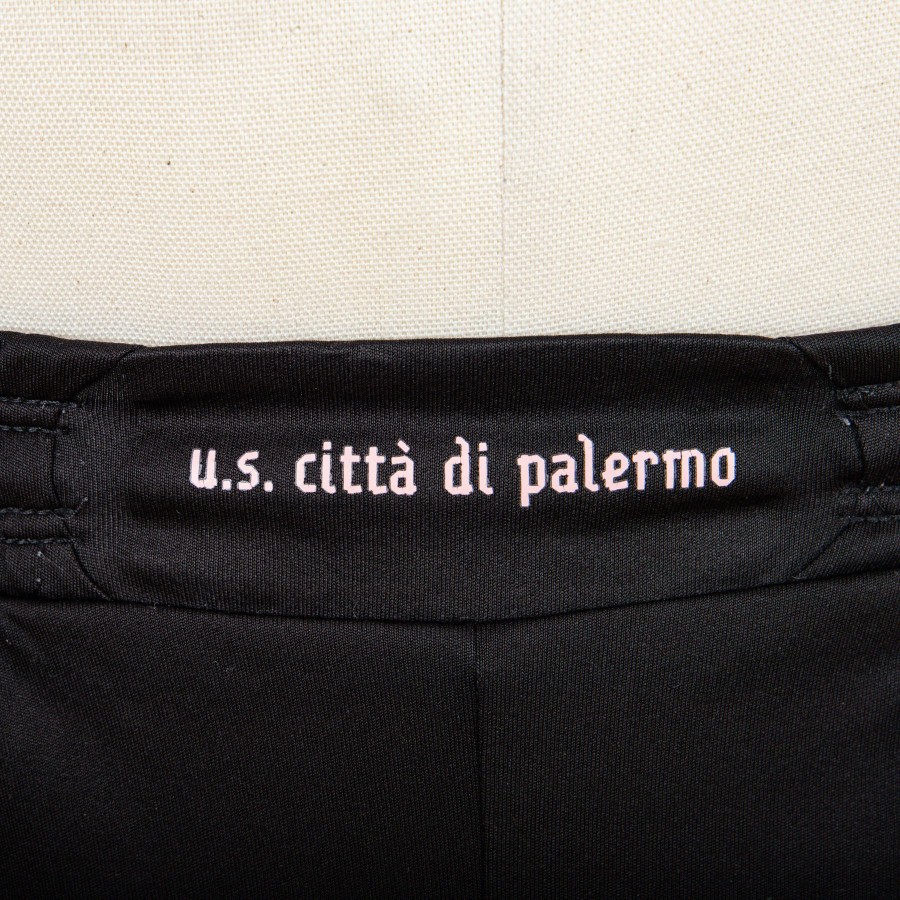 u.s. città di palermo